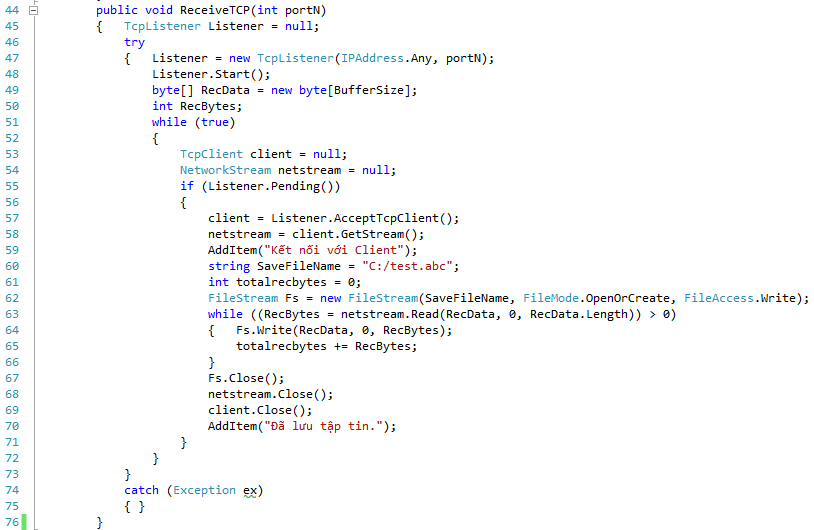 44 public void ReceiveTCP(int portN)
45 { TcpListener Listener = null;
46 try
47 { Listener = new TcpListener(IPAddress.Any, portN);
48 Listener.Start();
49 byte[] RecData = new byte[BufferSize];
50 int RecBytes;
51 while (true)
52 {
53 TcpClient client = null;
54 NetworkStream netstream = null;
55 if (Listener.Pending())
56 {
57 client = Listener.AcceptTcpClient();
58 netstream = client.GetStream();
59 AddItem("Kết nối với Client");
60 string SaveFileName = "C:/test.abc";
61 int totalrecbytes = 0;
62 FileStream Fs = new FileStream(SaveFileName, FileMode.OpenOrCreate, FileAccess.Write);
63 while ((RecBytes = netstream.Read(RecData, 0, RecData.Length)) > 0)
64 { Fs.Write(RecData, 0, RecBytes);
65 totalrecbytes += RecBytes;
66 }
67 Fs.Close();
68 netstream.Close();
69 client.Close();
70 AddItem("Đã lưu tập tin.");
71 }
72 }
73 }
74 catch (Exception ex)
75 { }
76 }